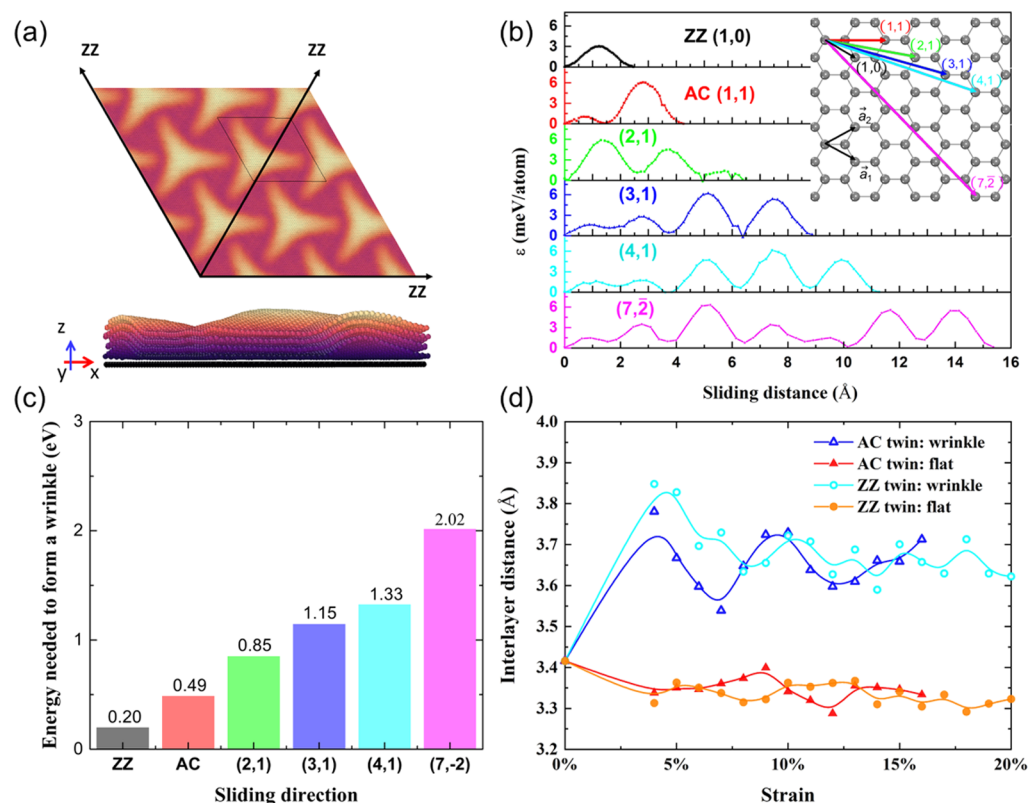 (a)
ZZ
ZZ
ZZ
z
y
x
(b)
ε (meV/atom)
6
3
0
ZZ (1,0)
6
3
0
AC (1,1)
6
3
0
(2,1)
6
3
0
(3,1)
6
3
0
(4,1)
6
3
0
(7,2̅)
0 2 4 6 8 10 12 14 16
Sliding distance (Å)
(1,1)
(2,1)
(1,0)
(3,1)
(4,1)
a⃗₂
a⃗₁
(7,2̅)
(c)
Energy needed to form a wrinkle (eV)
3
2
1
0
0.20
0.49
0.85
1.15
1.33
2.02
ZZ AC (2,1) (3,1) (4,1) (7,-2)
Sliding direction
(d)
Interlayer distance (Å)
4.0
3.9
3.8
3.7
3.6
3.5
3.4
3.3
3.2
AC twin: wrinkle
AC twin: flat
ZZ twin: wrinkle
ZZ twin: flat
0% 5% 10% 15% 20%
Strain